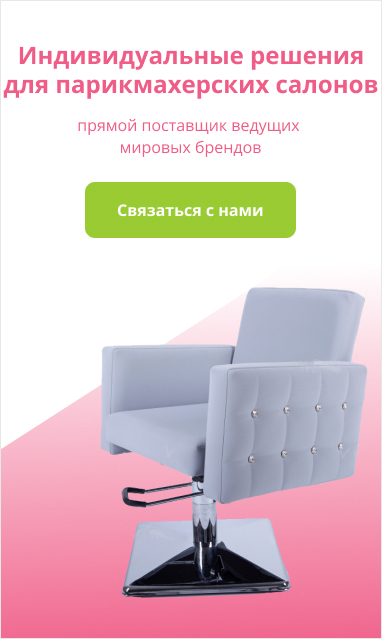 Индивидуальные решения
для парикмахерских салонов
прямой поставщик ведущих
мировых брендов
Связаться с нами